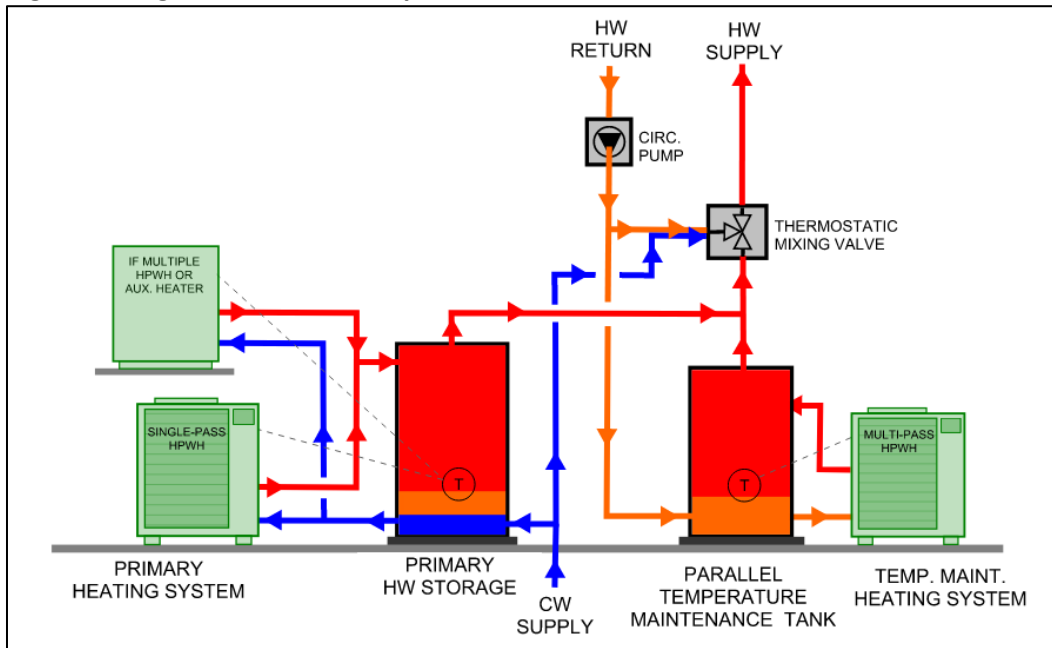 HW
RETURN
HW
SUPPLY
CIRC.
PUMP
THERMOSTATIC
MIXING VALVE
IF MULTIPLE
HPWH OR
AUX. HEATER
SINGLE-PASS
HPWH
T
T
MULTI-PASS
HPWH
PRIMARY
HEATING SYSTEM
PRIMARY
HW STORAGE
CW
SUPPLY
PARALLEL
TEMPERATURE
MAINTENANCE TANK
TEMP. MAINT.
HEATING SYSTEM